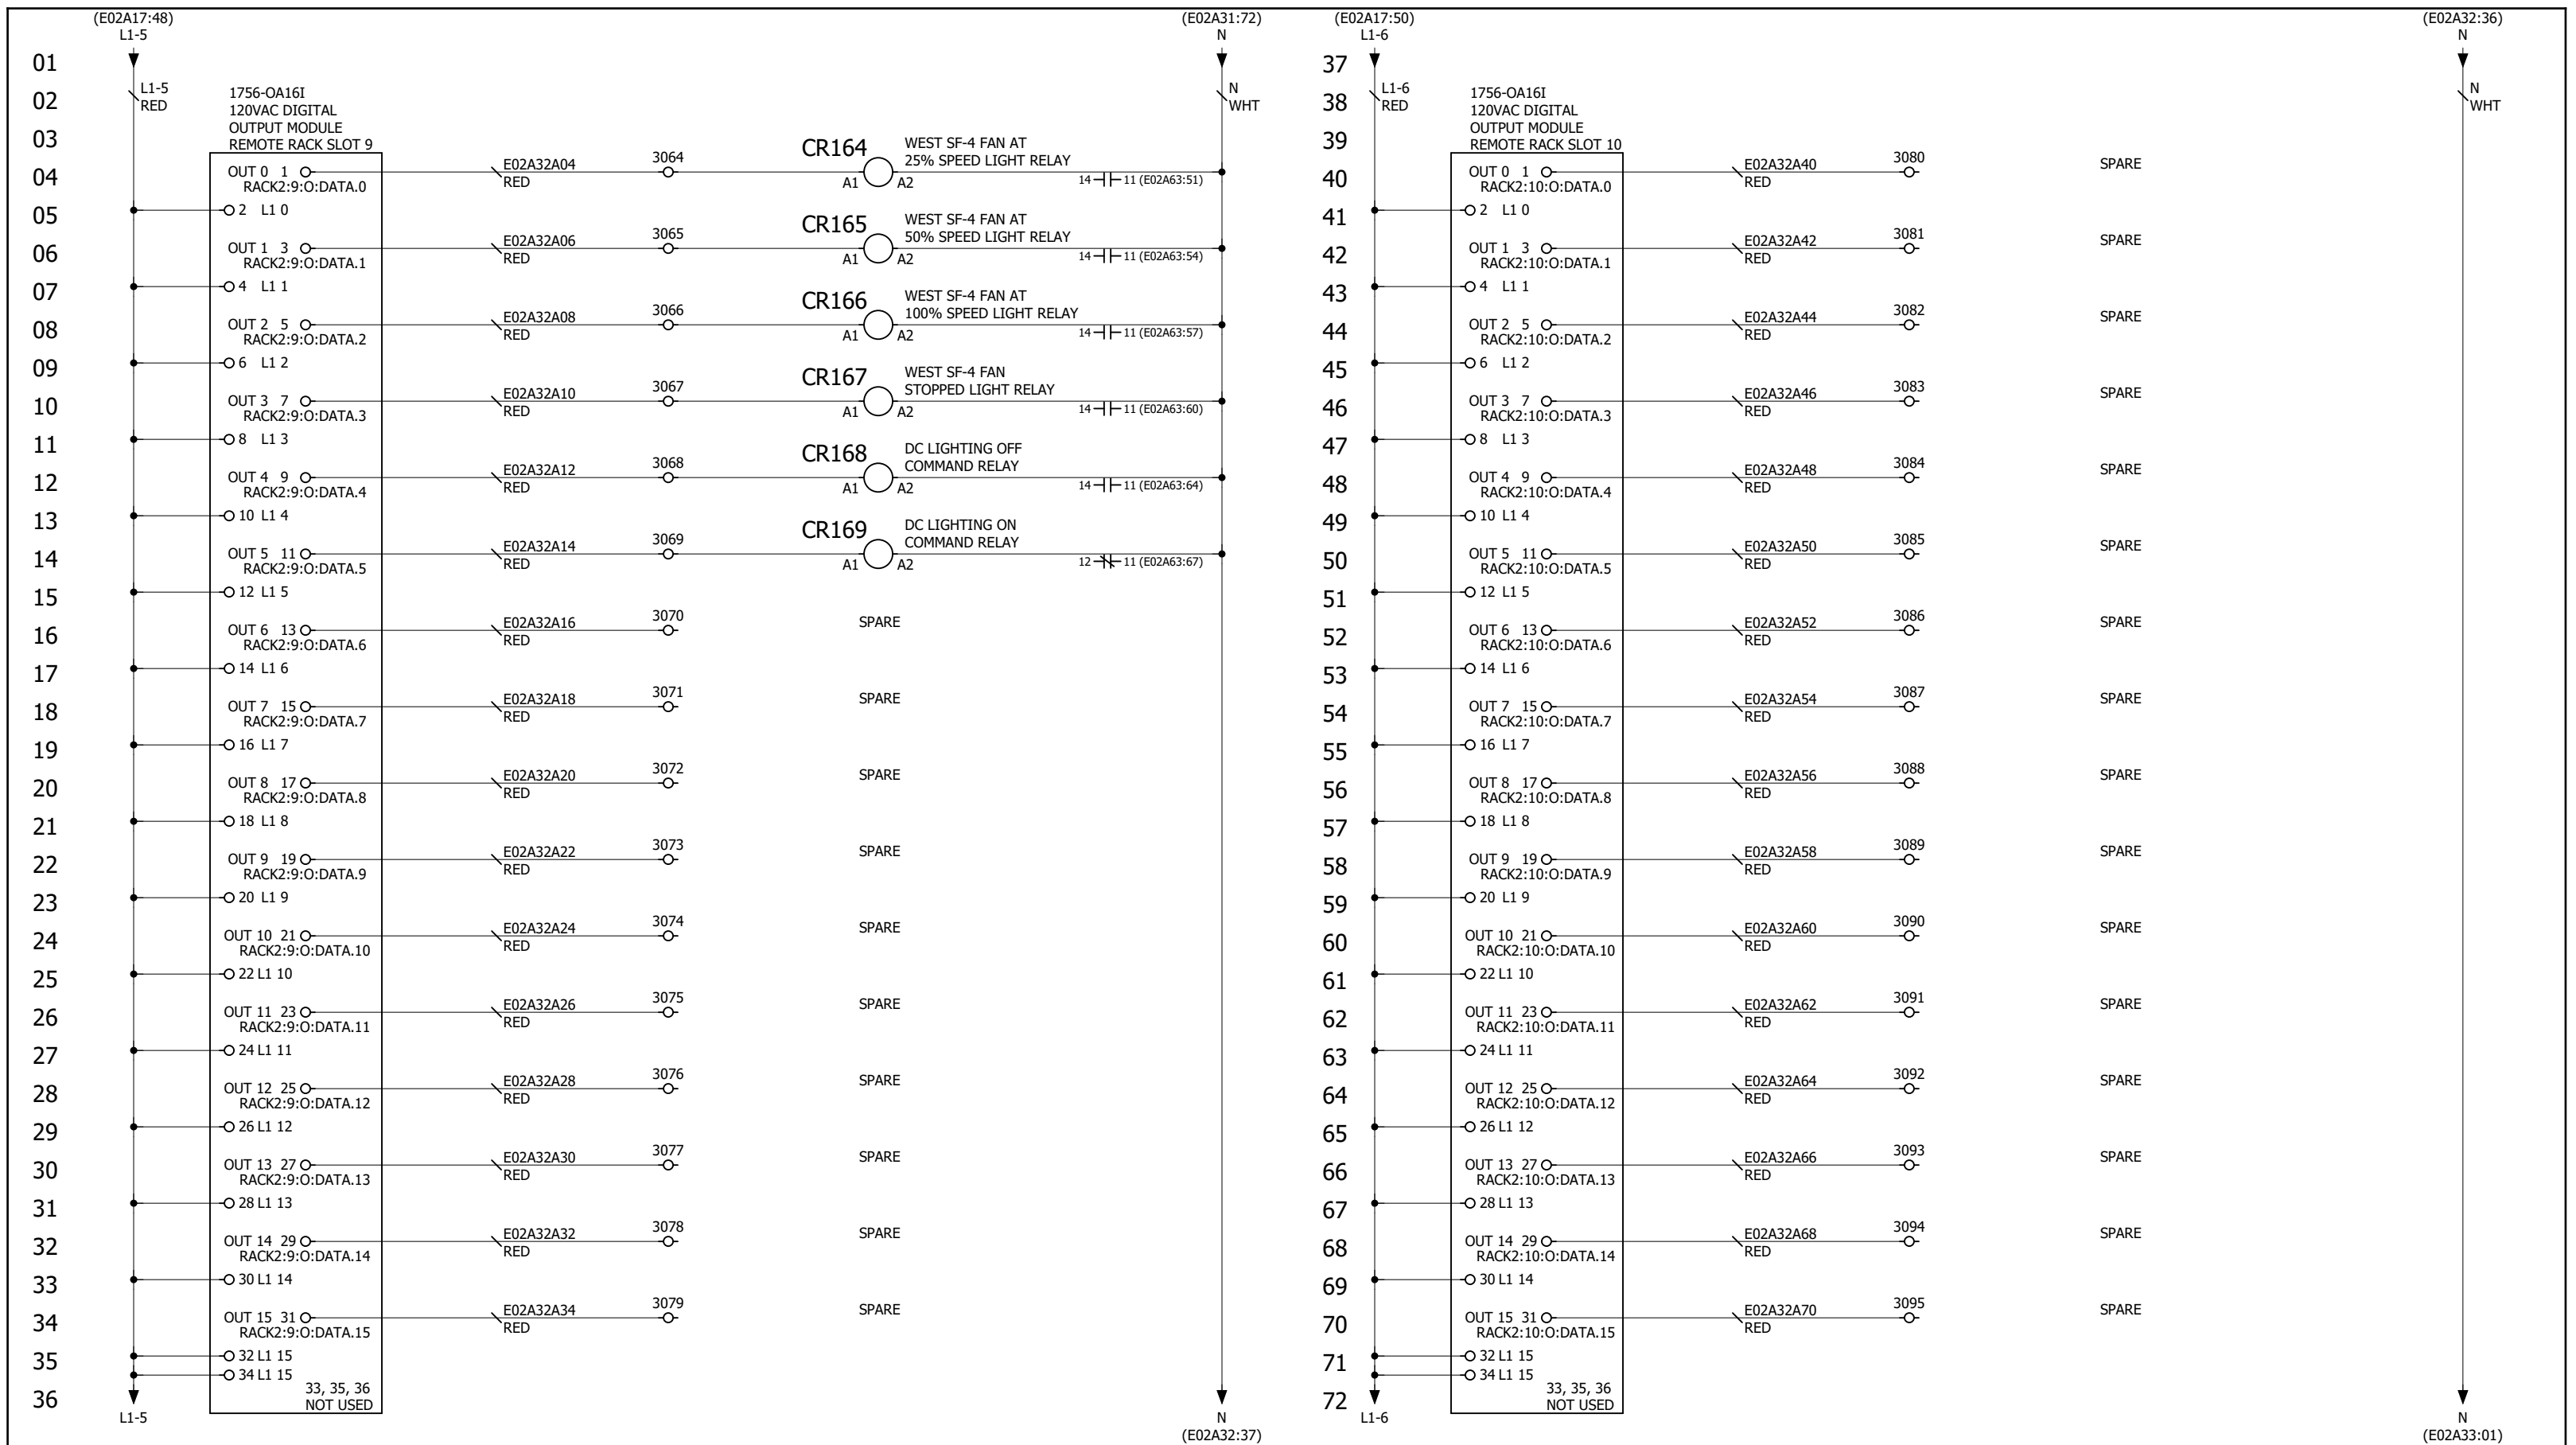 (E02A17:48)
L1-5
(E02A31:72)
N
(E02A17:50)
L1-6
(E02A32:36)
N
01
02
L1-5
RED
1756-OA16I
120VAC DIGITAL
OUTPUT MODULE
REMOTE RACK SLOT 9
N
WHT
03
04
OUT 0 1
RACK2:9:O:DATA.0
E02A32A04
RED
3064
CR164
A1
A2
WEST SF-4 FAN AT
25% SPEED LIGHT RELAY
14 11 (E02A63:51)
05
2 L1 0
06
OUT 1 3
RACK2:9:O:DATA.1
E02A32A06
RED
3065
CR165
A1
A2
WEST SF-4 FAN AT
50% SPEED LIGHT RELAY
14 11 (E02A63:54)
07
4 L1 1
08
OUT 2 5
RACK2:9:O:DATA.2
E02A32A08
RED
3066
CR166
A1
A2
WEST SF-4 FAN AT
100% SPEED LIGHT RELAY
14 11 (E02A63:57)
09
6 L1 2
10
OUT 3 7
RACK2:9:O:DATA.3
E02A32A10
RED
3067
CR167
A1
A2
WEST SF-4 FAN
STOPPED LIGHT RELAY
14 11 (E02A63:60)
11
8 L1 3
12
OUT 4 9
RACK2:9:O:DATA.4
E02A32A12
RED
3068
CR168
A1
A2
DC LIGHTING OFF
COMMAND RELAY
14 11 (E02A63:64)
13
10 L1 4
14
OUT 5 11
RACK2:9:O:DATA.5
E02A32A14
RED
3069
CR169
A1
A2
DC LIGHTING ON
COMMAND RELAY
12 11 (E02A63:67)
15
12 L1 5
16
OUT 6 13
RACK2:9:O:DATA.6
E02A32A16
RED
3070
SPARE
17
14 L1 6
18
OUT 7 15
RACK2:9:O:DATA.7
E02A32A18
RED
3071
SPARE
19
16 L1 7
20
OUT 8 17
RACK2:9:O:DATA.8
E02A32A20
RED
3072
SPARE
21
18 L1 8
22
OUT 9 19
RACK2:9:O:DATA.9
E02A32A22
RED
3073
SPARE
23
20 L1 9
24
OUT 10 21
RACK2:9:O:DATA.10
E02A32A24
RED
3074
SPARE
25
22 L1 10
26
OUT 11 23
RACK2:9:O:DATA.11
E02A32A26
RED
3075
SPARE
27
24 L1 11
28
OUT 12 25
RACK2:9:O:DATA.12
E02A32A28
RED
3076
SPARE
29
26 L1 12
30
OUT 13 27
RACK2:9:O:DATA.13
E02A32A30
RED
3077
SPARE
31
28 L1 13
32
OUT 14 29
RACK2:9:O:DATA.14
E02A32A32
RED
3078
SPARE
33
30 L1 14
34
OUT 15 31
RACK2:9:O:DATA.15
E02A32A34
RED
3079
SPARE
35
32 L1 15
34 L1 15
36
33, 35, 36
NOT USED
L1-5
N
(E02A32:37)
37
38
L1-6
RED
1756-OA16I
120VAC DIGITAL
OUTPUT MODULE
REMOTE RACK SLOT 10
N
WHT
39
40
OUT 0 1
RACK2:10:O:DATA.0
E02A32A40
RED
3080
SPARE
41
2 L1 0
42
OUT 1 3
RACK2:10:O:DATA.1
E02A32A42
RED
3081
SPARE
43
4 L1 1
44
OUT 2 5
RACK2:10:O:DATA.2
E02A32A44
RED
3082
SPARE
45
6 L1 2
46
OUT 3 7
RACK2:10:O:DATA.3
E02A32A46
RED
3083
SPARE
47
8 L1 3
48
OUT 4 9
RACK2:10:O:DATA.4
E02A32A48
RED
3084
SPARE
49
10 L1 4
50
OUT 5 11
RACK2:10:O:DATA.5
E02A32A50
RED
3085
SPARE
51
12 L1 5
52
OUT 6 13
RACK2:10:O:DATA.6
E02A32A52
RED
3086
SPARE
53
14 L1 6
54
OUT 7 15
RACK2:10:O:DATA.7
E02A32A54
RED
3087
SPARE
55
16 L1 7
56
OUT 8 17
RACK2:10:O:DATA.8
E02A32A56
RED
3088
SPARE
57
18 L1 8
58
OUT 9 19
RACK2:10:O:DATA.9
E02A32A58
RED
3089
SPARE
59
20 L1 9
60
OUT 10 21
RACK2:10:O:DATA.10
E02A32A60
RED
3090
SPARE
61
22 L1 10
62
OUT 11 23
RACK2:10:O:DATA.11
E02A32A62
RED
3091
SPARE
63
24 L1 11
64
OUT 12 25
RACK2:10:O:DATA.12
E02A32A64
RED
3092
SPARE
65
26 L1 12
66
OUT 13 27
RACK2:10:O:DATA.13
E02A32A66
RED
3093
SPARE
67
28 L1 13
68
OUT 14 29
RACK2:10:O:DATA.14
E02A32A68
RED
3094
SPARE
69
30 L1 14
70
OUT 15 31
RACK2:10:O:DATA.15
E02A32A70
RED
3095
SPARE
71
32 L1 15
34 L1 15
72
33, 35, 36
NOT USED
L1-6
N
(E02A33:01)